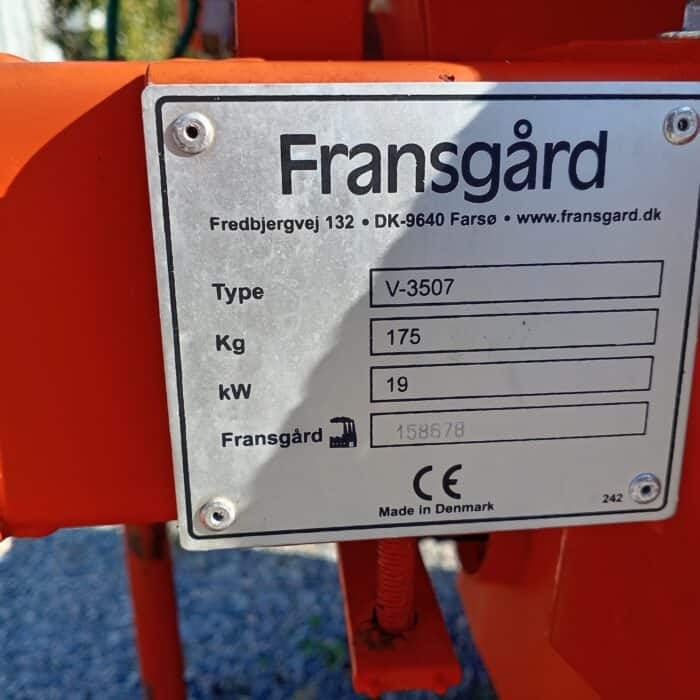 Fransgård
Fredbjergvej 132 • DK-9640 Farsø • www.fransgard.dk
Type V-3507
Kg 175
kW 19
Fransgård 158678
CE
Made in Denmark
242